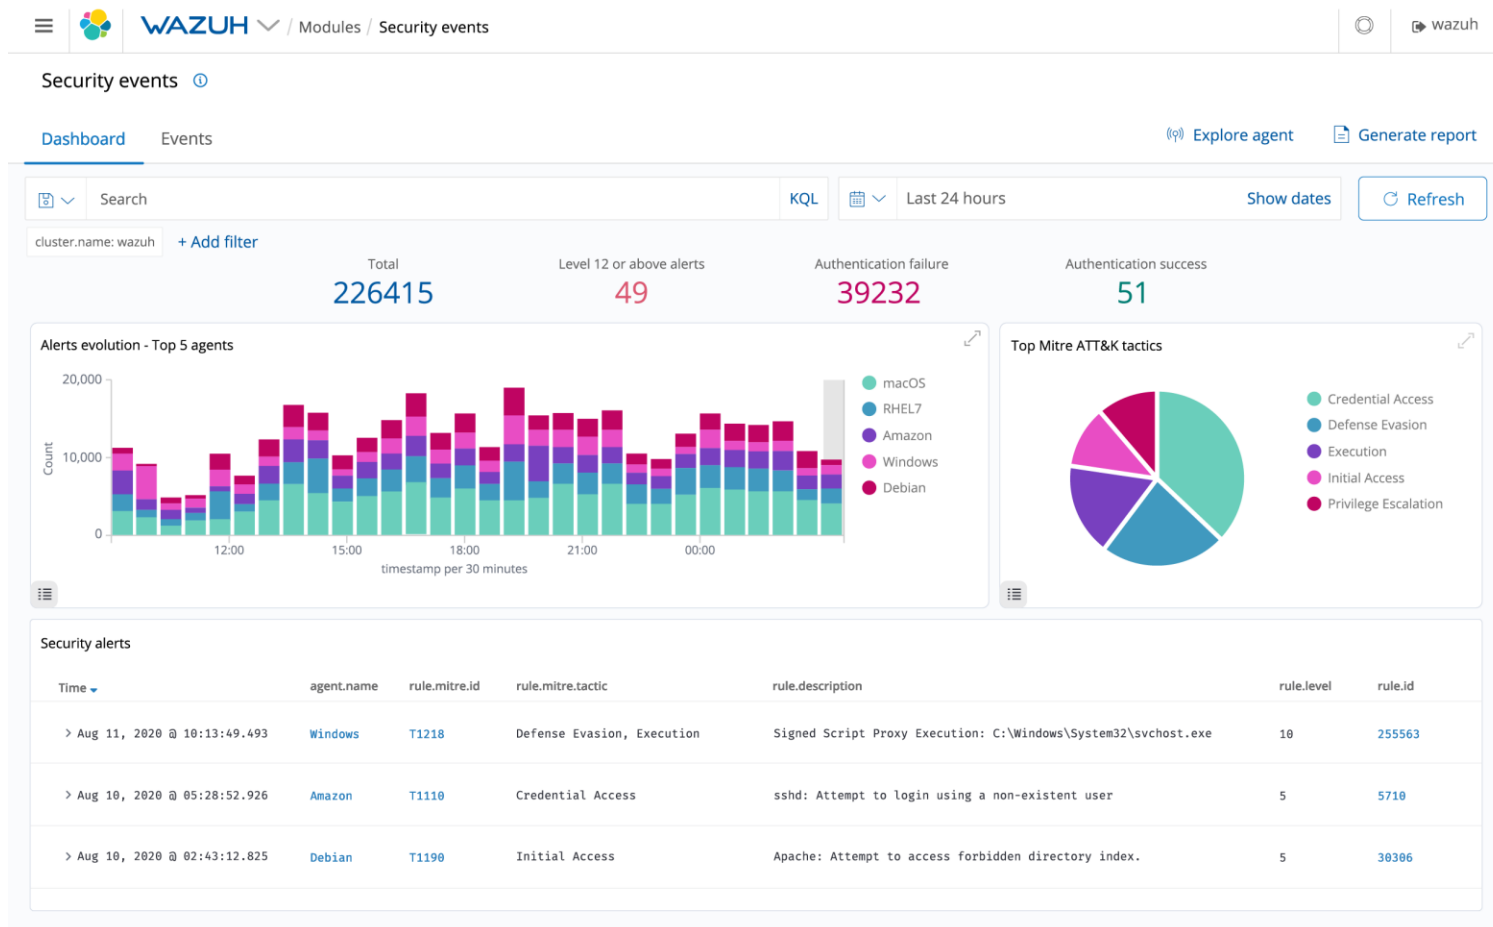 WAZUH / Modules / Security events
wazuh
Security events
Dashboard Events
Explore agent Generate report
Search KQL Last 24 hours Show dates Refresh
cluster.name: wazuh + Add filter
Total Level 12 or above alerts Authentication failure Authentication success
226415 49 39232 51
Alerts evolution - Top 5 agents
20,000
10,000
0
Count
12:00 15:00 18:00 21:00 00:00
timestamp per 30 minutes
macOS
RHEL7
Amazon
Windows
Debian
Top Mitre ATT&K tactics
Credential Access
Defense Evasion
Execution
Initial Access
Privilege Escalation
Security alerts
Time agent.name rule.mitre.id rule.mitre.tactic rule.description rule.level rule.id
> Aug 11, 2020 @ 10:13:49.493 Windows T1218 Defense Evasion, Execution Signed Script Proxy Execution: C:\Windows\System32\svchost.exe 10 255563
> Aug 10, 2020 @ 05:28:52.926 Amazon T1110 Credential Access sshd: Attempt to login using a non-existent user 5 5710
> Aug 10, 2020 @ 02:43:12.825 Debian T1190 Initial Access Apache: Attempt to access forbidden directory index. 5 30306